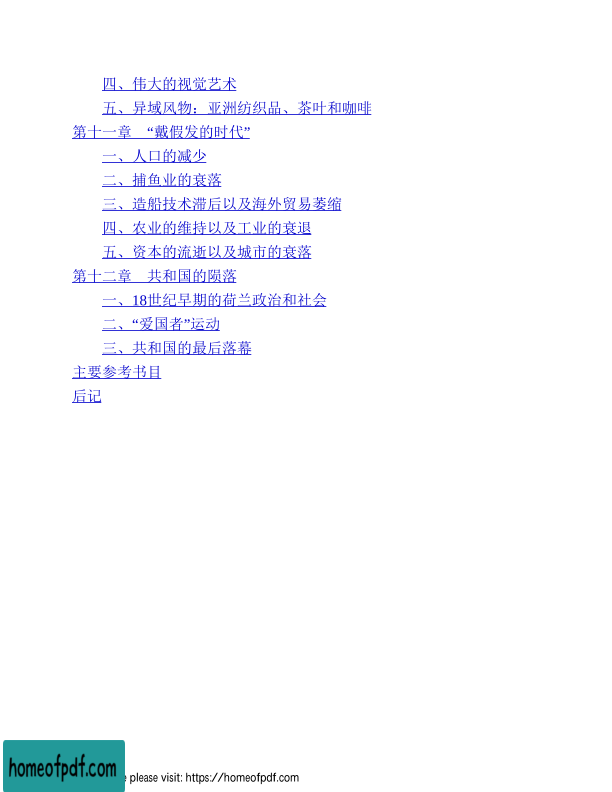 四、伟大的视觉艺术
五、异域风物：亚洲纺织品、茶叶和咖啡
第十一章　“戴假发的时代”
一、人口的减少
二、捕鱼业的衰落
三、造船技术滞后以及海外贸易萎缩
四、农业的维持以及工业的衰退
五、资本的流逝以及城市的衰落
第十二章　共和国的陨落
一、18世纪早期的荷兰政治和社会
二、“爱国者”运动
三、共和国的最后落幕
主要参考书目
后记
homeofpdf.com
please visit: https://homeofpdf.com